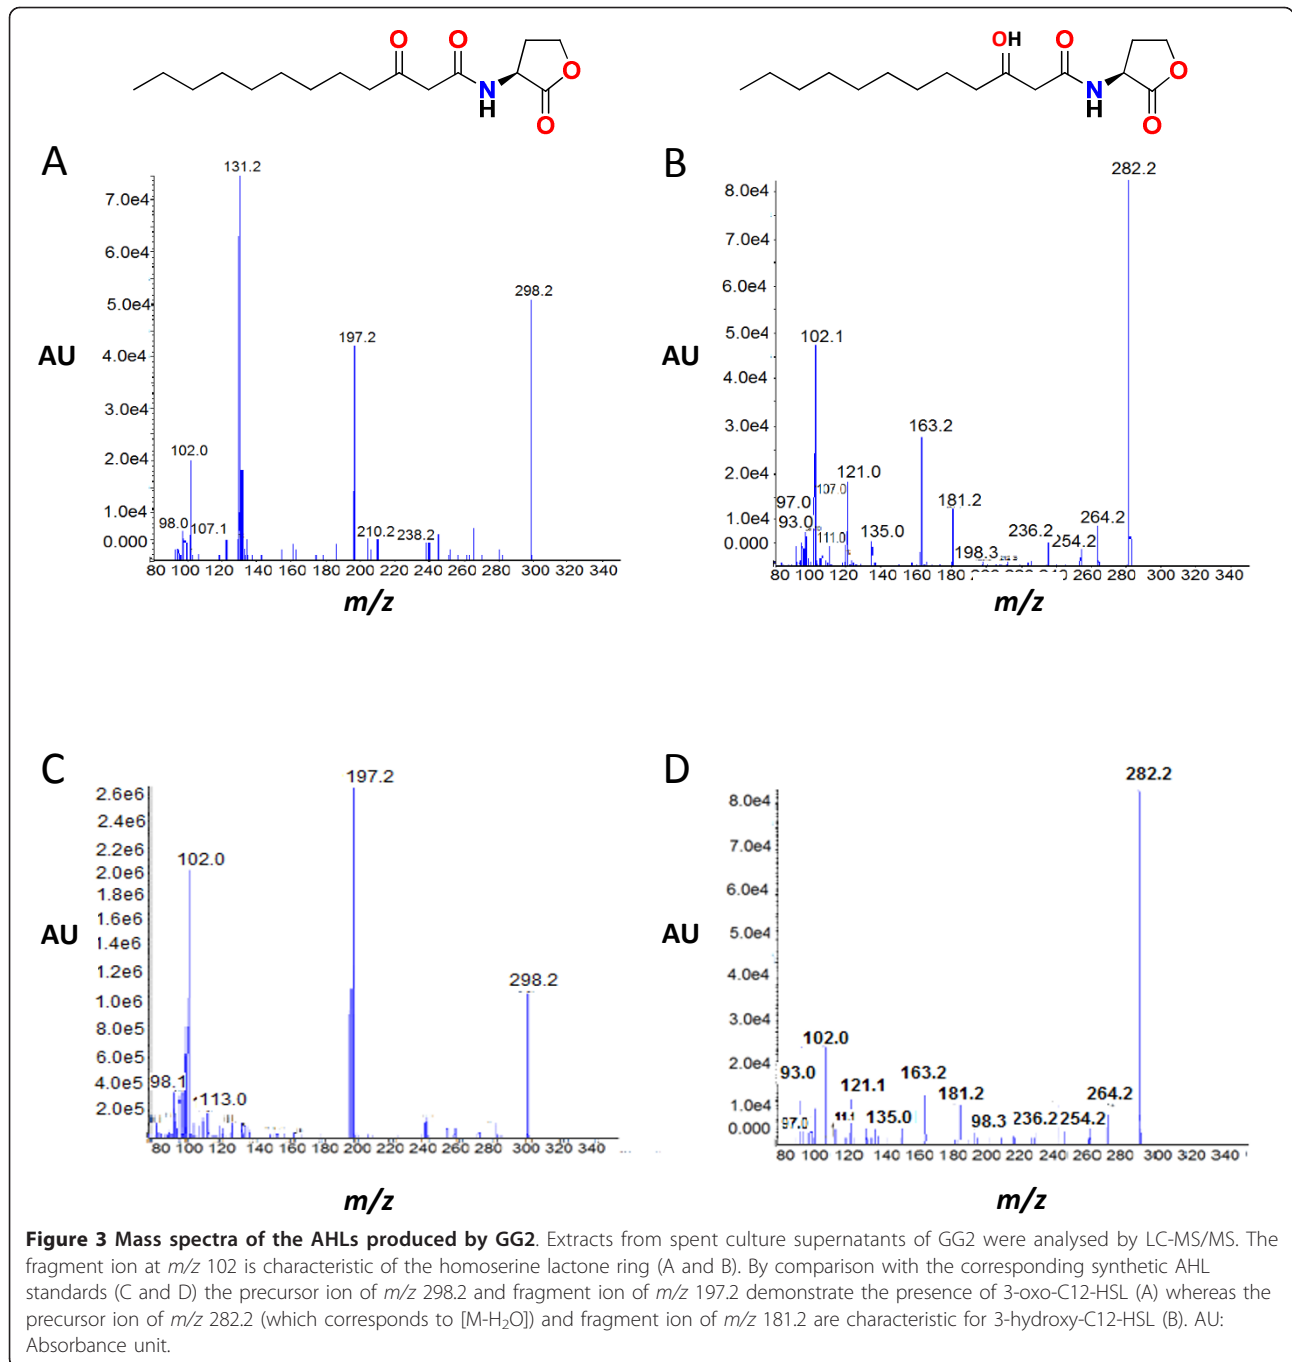 O O O O N H
OH O O O N H
A
131.2
7.0e4
6.0e4
5.0e4
298.2
197.2
AU
4.0e4
3.0e4
102.0
2.0e4
1.0e4
98.0
107.1
210.2
238.2
0.000
80 100 120 140 160 180 200 220 240 260 280 300 320 340
m/z
B
282.2
8.0e4
7.0e4
6.0e4
5.0e4
102.1
AU
4.0e4
163.2
3.0e4
2.0e4
121.0
107.0
97.0
181.2
1.0e4
93.0
111.0
135.0
236.2
264.2
254.2
0.000
198.3
80 100 120 140 160 180 260 280 300 320 340
m/z
C
197.2
2.6e6
2.4e6
2.2e6
102.0
2.0e6
1.8e6
1.6e6
AU
1.4e6
1.2e6
298.2
1.0e6
8.0e5
6.0e5
4.0e5
98.1
113.0
2.0e5
80 100 120 140 160 180 200 220 240 260 280 300 320 340
m/z
D
282.2
8.0e4
7.0e4
6.0e4
5.0e4
AU
4.0e4
3.0e4
102.0
2.0e4
93.0
121.1
163.2
181.2
264.2
1.0e4
97.0
135.0
98.3
236.2
254.2
0.000
80 100 120 140 160 180 200 220 240 260 280 300 320 340
m/z
Figure 3 Mass spectra of the AHLs produced by GG2. Extracts from spent culture supernatants of GG2 were analysed by LC-MS/MS. The
fragment ion at m/z 102 is characteristic of the homoserine lactone ring (A and B). By comparison with the corresponding synthetic AHL
standards (C and D) the precursor ion of m/z 298.2 and fragment ion of m/z 197.2 demonstrate the presence of 3-oxo-C12-HSL (A) whereas the
precursor ion of m/z 282.2 (which corresponds to [M-H₂O]) and fragment ion of m/z 181.2 are characteristic for 3-hydroxy-C12-HSL (B). AU:
Absorbance unit.